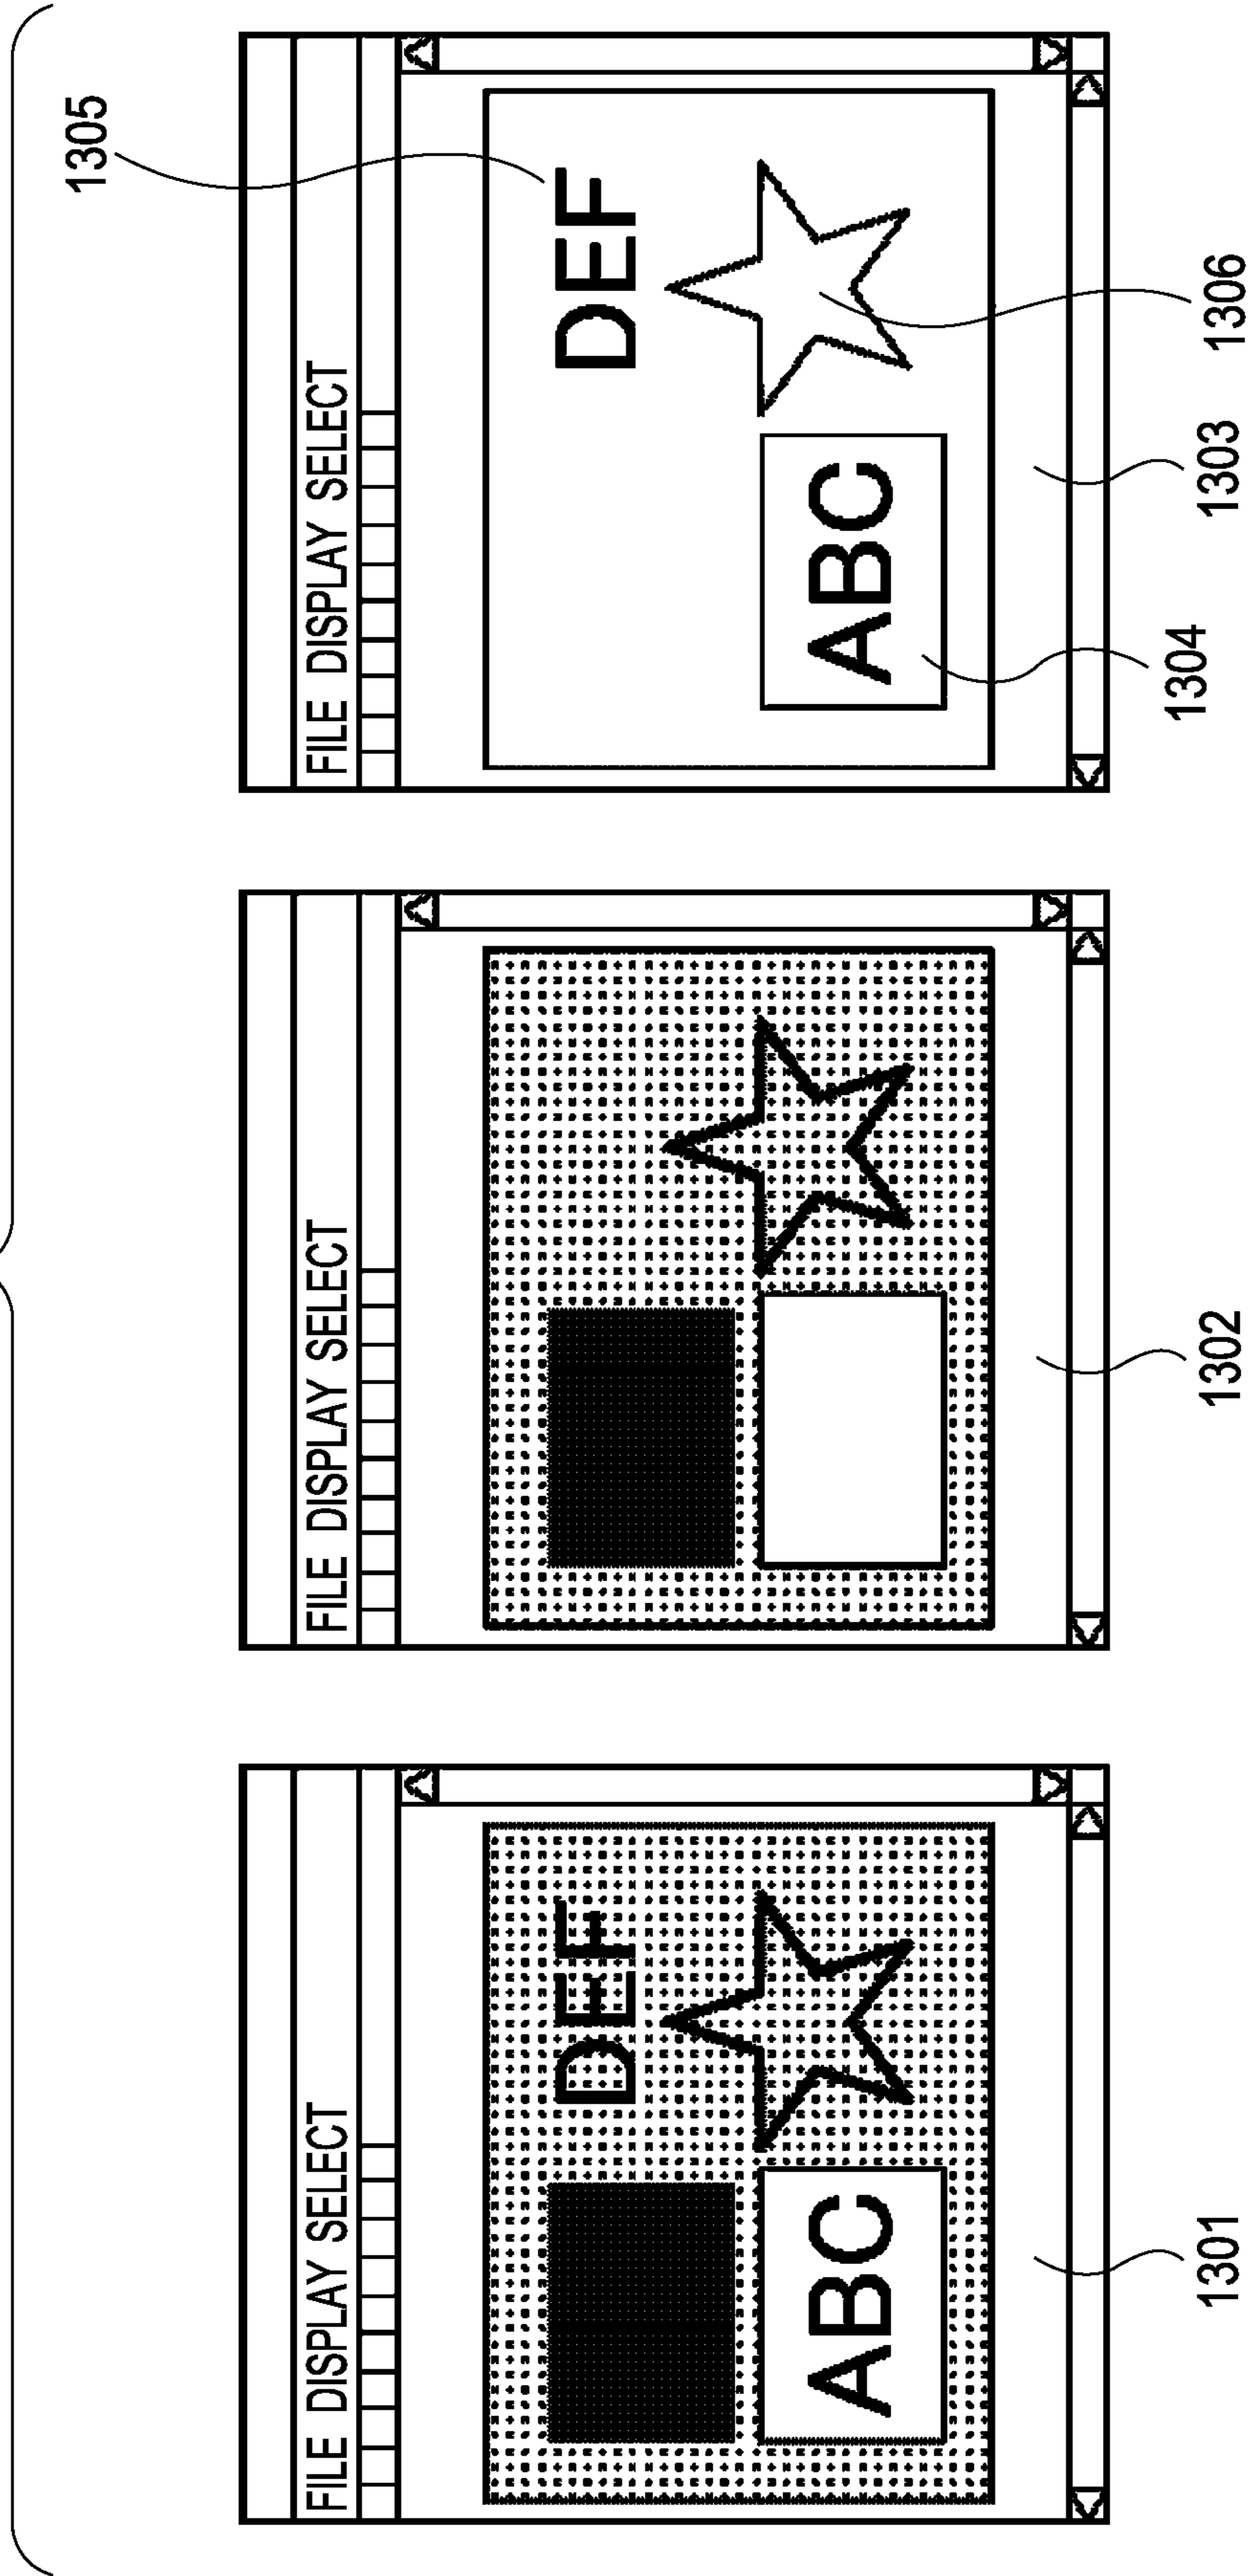 FILE DISPLAY SELECT
DEF
ABC
1301
FILE DISPLAY SELECT
1302
1305
FILE DISPLAY SELECT
DEF
ABC
1304
1303
1306